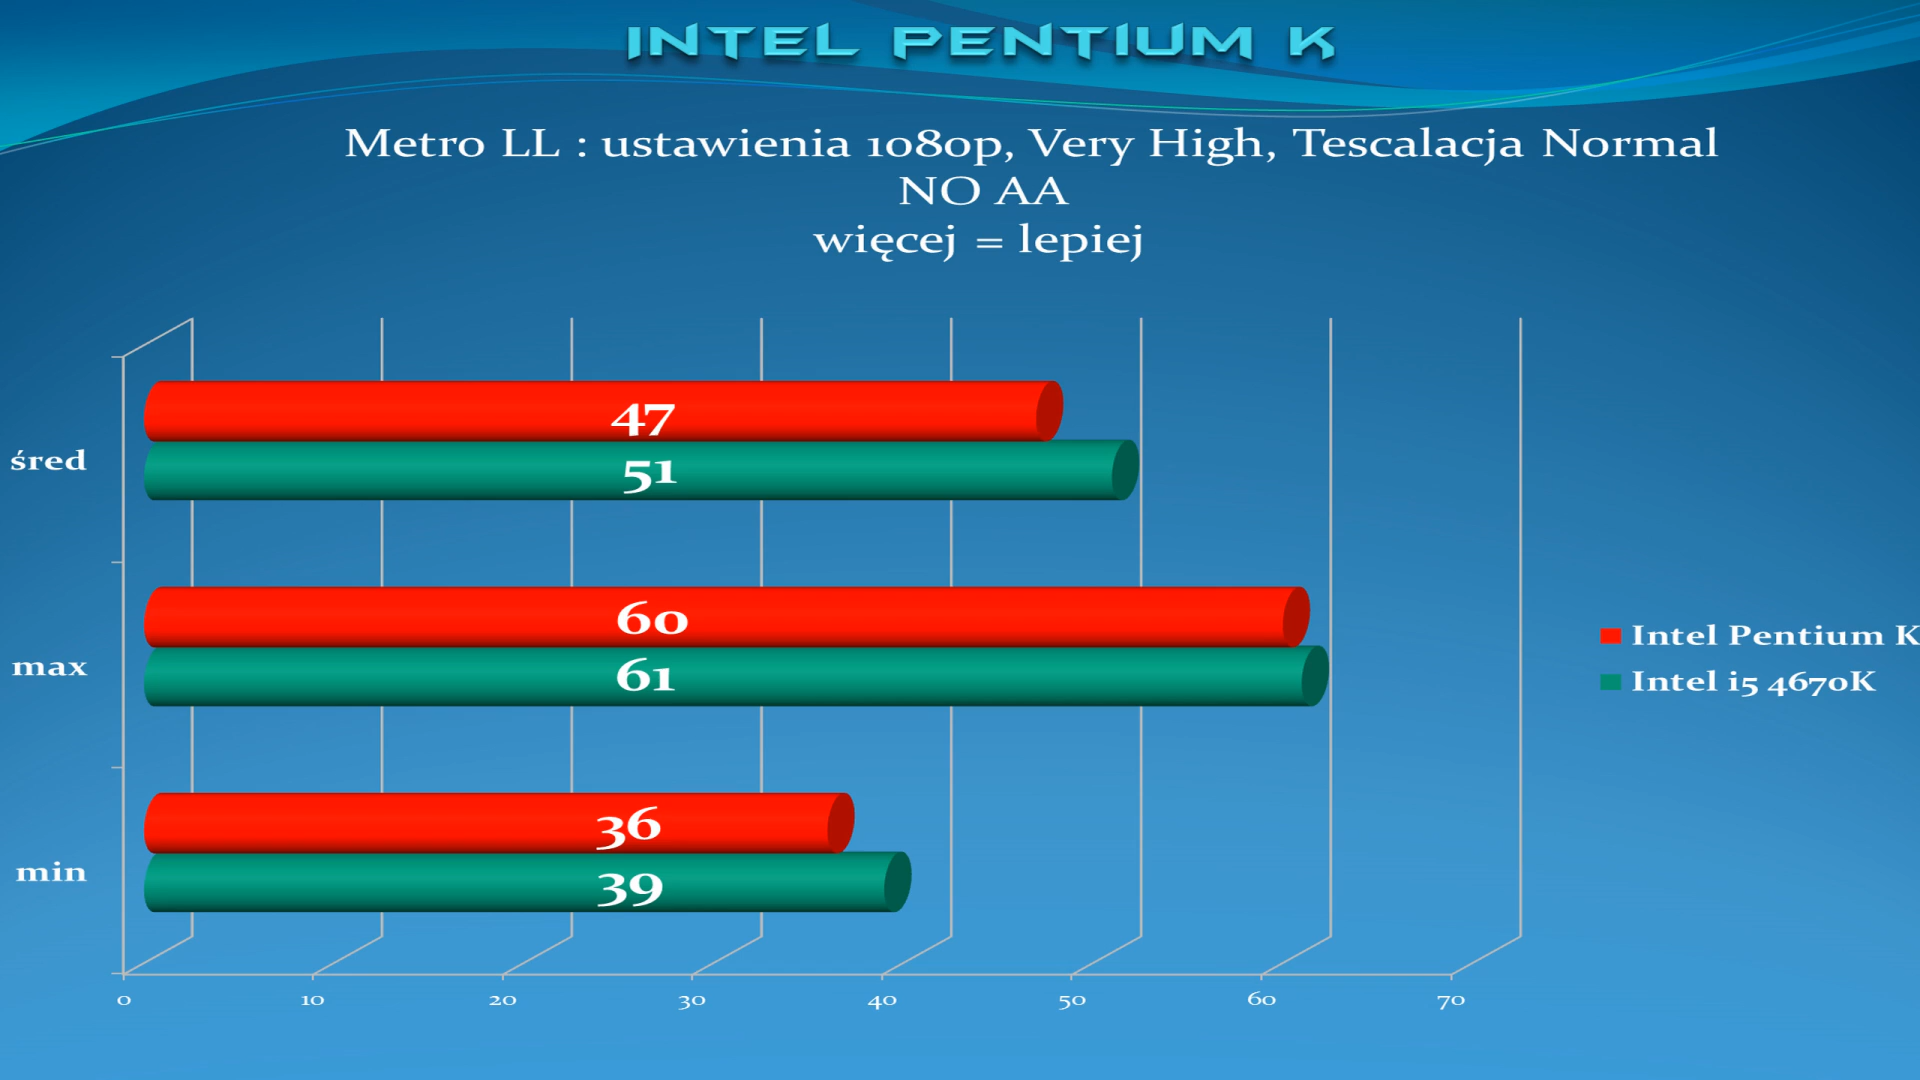 INTEL PENTIUM K
Metro LL : ustawienia 1080p, Very High, Tescalacja Normal
NO AA
więcej = lepiej
śred
47
51
max
60
61
min
36
39
0 10 20 30 40 50 60 70
Intel Pentium K
Intel i5 4670K